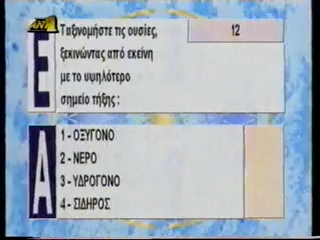 ANT1
Ε
Ταξινομήστε τις ουσίες,
12
ξεκινώντας από εκείνη
με το υψηλότερο
σημείο τήξης :
Α
1 - ΟΞΥΓΟΝΟ
2 - ΝΕΡΟ
3 - ΥΔΡΟΓΟΝΟ
4 - ΣΙΔΗΡΟΣ